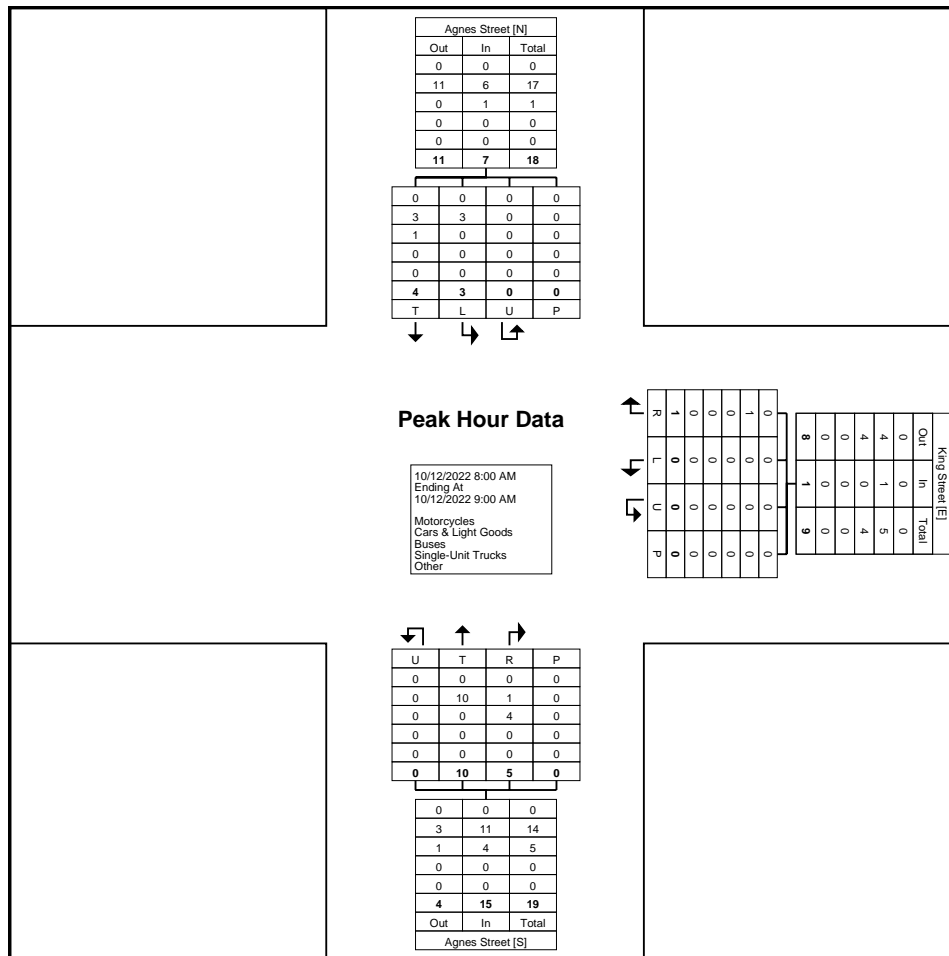 Agnes Street [N]
Out In Total
0 0 0
11 6 17
0 1 1
0 0 0
0 0 0
11 7 18
0 0 0 0
3 3 0 0
1 0 0 0
0 0 0 0
0 0 0 0
4 3 0 0
T L U P
Peak Hour Data
10/12/2022 8:00 AM
Ending At
10/12/2022 9:00 AM
Motorcycles
Cars & Light Goods
Buses
Single-Unit Trucks
Other
King Street [E]
Out In Total
0 0 0
4 1 5
4 0 4
0 0 0
0 0 0
8 1 9
0 0 0 0
1 0 0 0
0 0 0 0
0 0 0 0
0 0 0 0
1 0 0 0
R L U P
U T R P
0 0 0 0
0 10 1 0
0 0 4 0
0 0 0 0
0 0 0 0
0 10 5 0
0 0 0
3 11 14
1 4 5
0 0 0
0 0 0
4 15 19
Out In Total
Agnes Street [S]